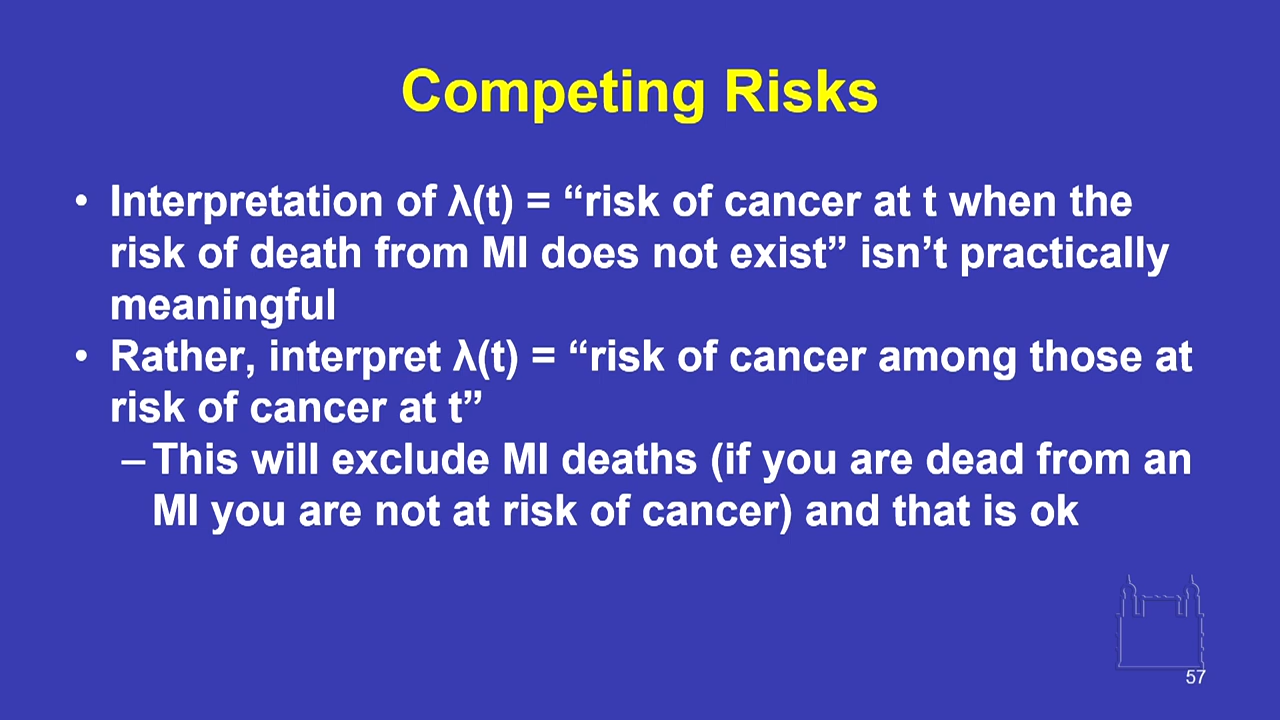 Competing Risks
• Interpretation of λ(t) = “risk of cancer at t when the
risk of death from MI does not exist” isn’t practically
meaningful
• Rather, interpret λ(t) = “risk of cancer among those at
risk of cancer at t”
– This will exclude MI deaths (if you are dead from an
MI you are not at risk of cancer) and that is ok
57